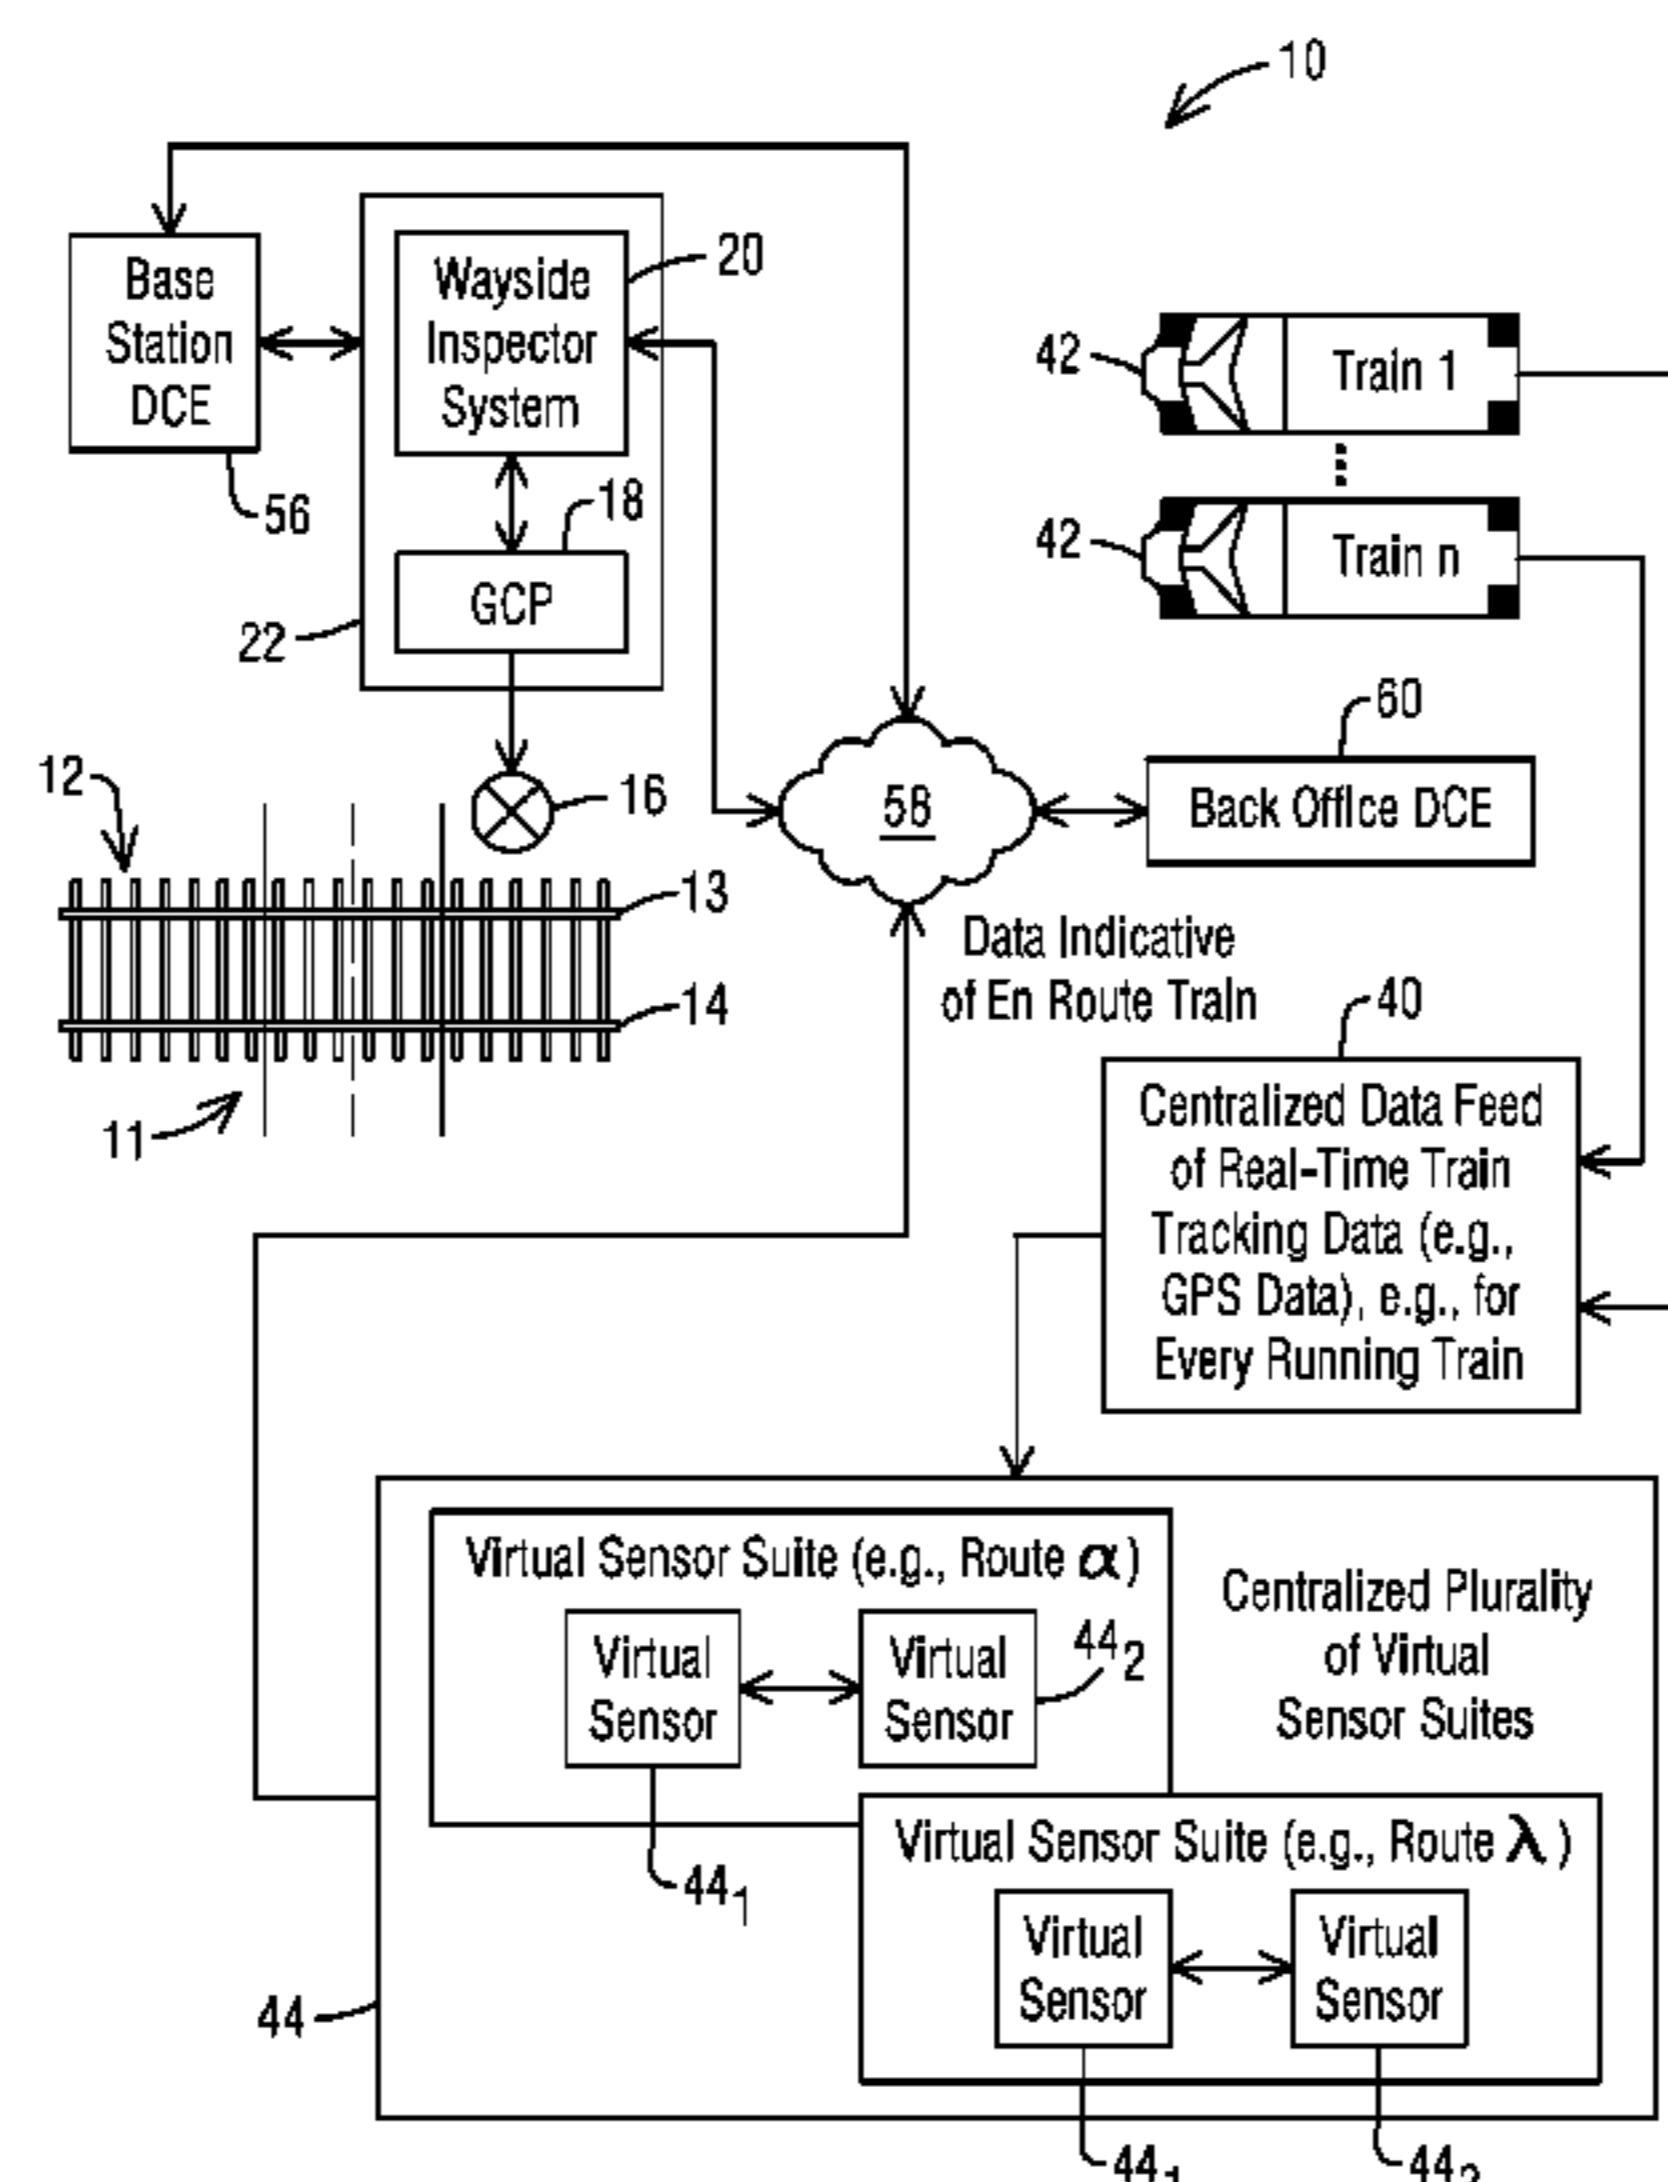 10
Base
Station
DCE
56
Wayside
Inspector
System
20
18
GCP
22
42
Train 1
42
Train n
60
Back Office DCE
58
12
16
13
14
11
Data Indicative
of En Route Train
40
Centralized Data Feed
of Real-Time Train
Tracking Data (e.g.,
GPS Data), e.g., for
Every Running Train
Virtual Sensor Suite (e.g., Route α)
Virtual
Sensor
Virtual
Sensor
44₂
44₁
Centralized Plurality
of Virtual
Sensor Suites
Virtual Sensor Suite (e.g., Route λ)
Virtual
Sensor
Virtual
Sensor
44
44₁
44₂